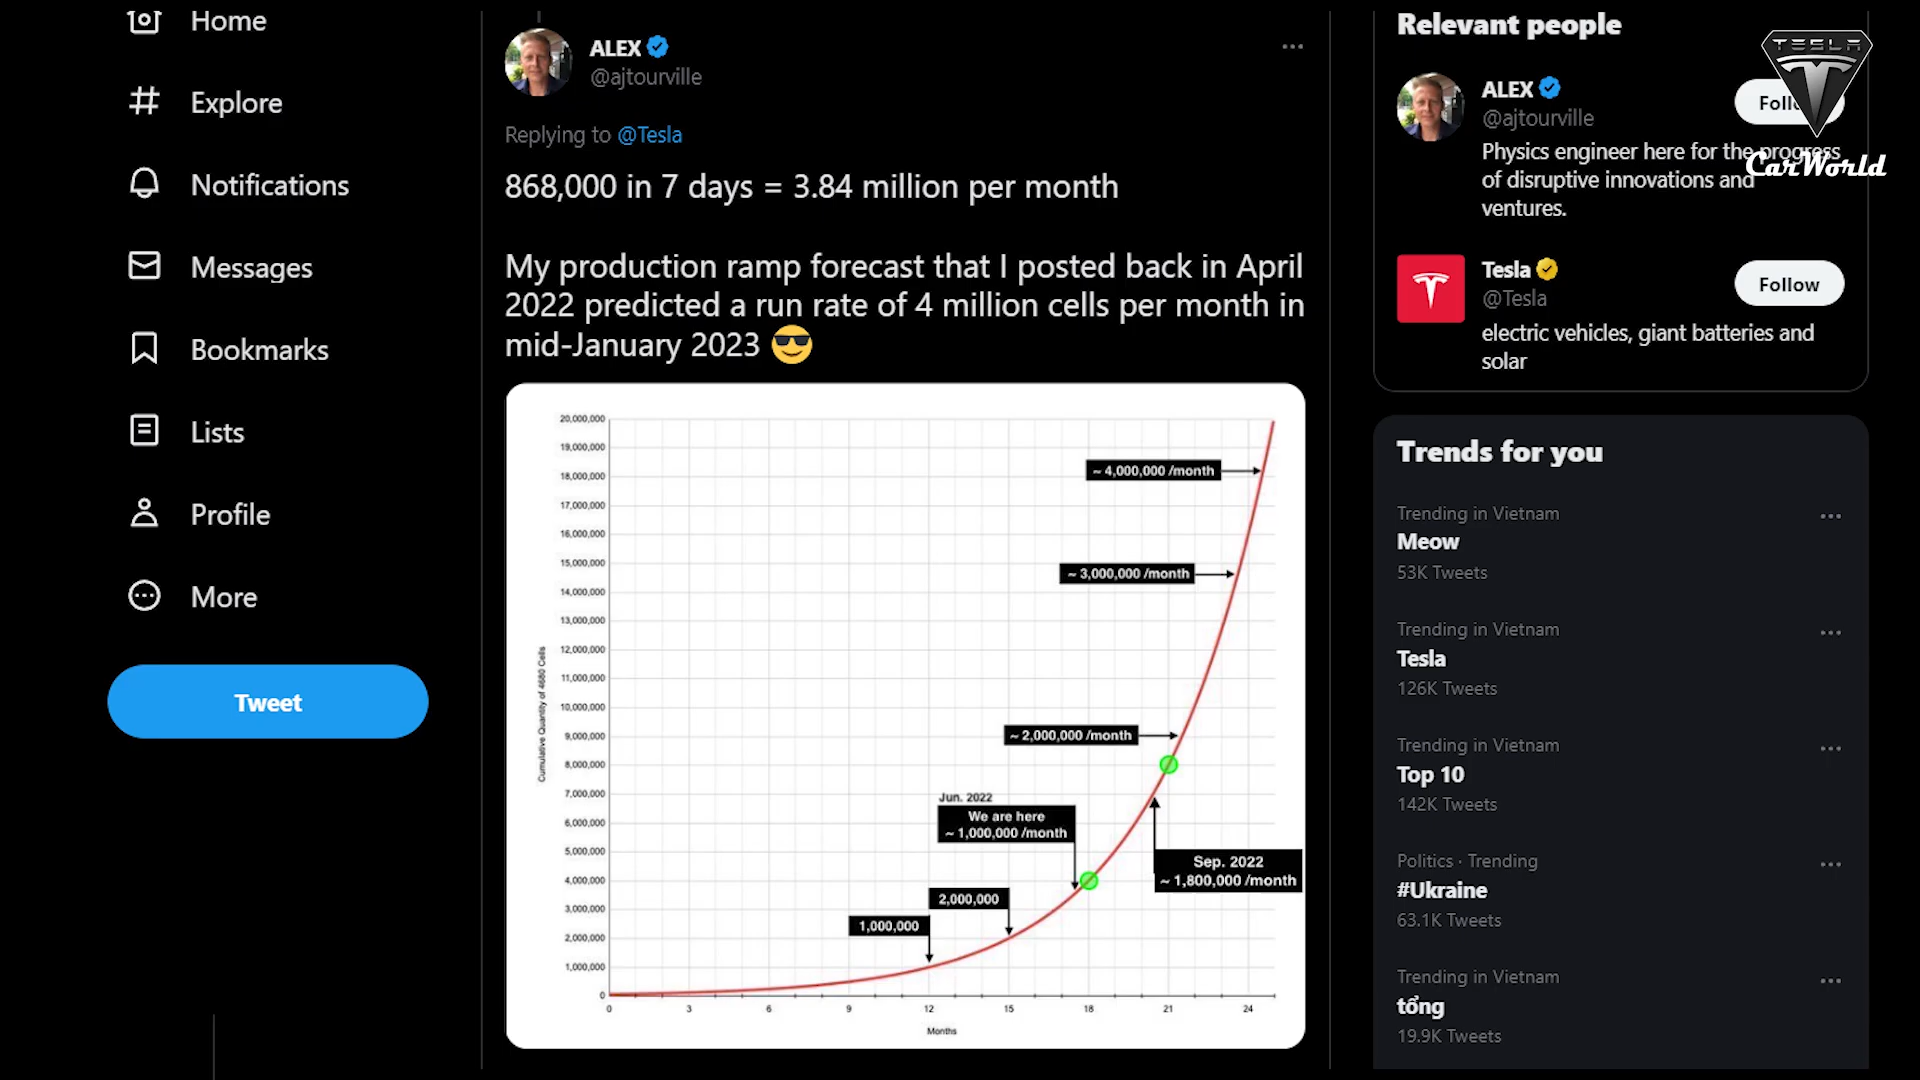 Home
Explore
Notifications
Messages
Bookmarks
Lists
Profile
More
Tweet
ALEX
@ajtourville
Replying to @Tesla
868,000 in 7 days = 3.84 million per month
My production ramp forecast that I posted back in April
2022 predicted a run rate of 4 million cells per month in
mid-January 2023 😎
20,000,000
19,000,000
18,000,000
17,000,000
16,000,000
15,000,000
14,000,000
13,000,000
12,000,000
11,000,000
10,000,000
9,000,000
8,000,000
7,000,000
6,000,000
5,000,000
4,000,000
3,000,000
2,000,000
1,000,000
0
Cumulative Quantity of 4680 Cells
~ 4,000,000 /month
~ 3,000,000 /month
~ 2,000,000 /month
Jun. 2022
We are here
~ 1,000,000 /month
Sep. 2022
~ 1,800,000 /month
2,000,000
1,000,000
0 3 6 9 12 15 18 21 24
Months
Relevant people
ALEX
@ajtourville
Physics engineer here for the progress
of disruptive innovations and
ventures.
Tesla
@Tesla
Follow
electric vehicles, giant batteries and
solar
TESLA
CarWorld
Trends for you
Trending in Vietnam
Meow
53K Tweets
Trending in Vietnam
Tesla
126K Tweets
Trending in Vietnam
Top 10
142K Tweets
Politics · Trending
#Ukraine
63.1K Tweets
Trending in Vietnam
tổng
19.9K Tweets